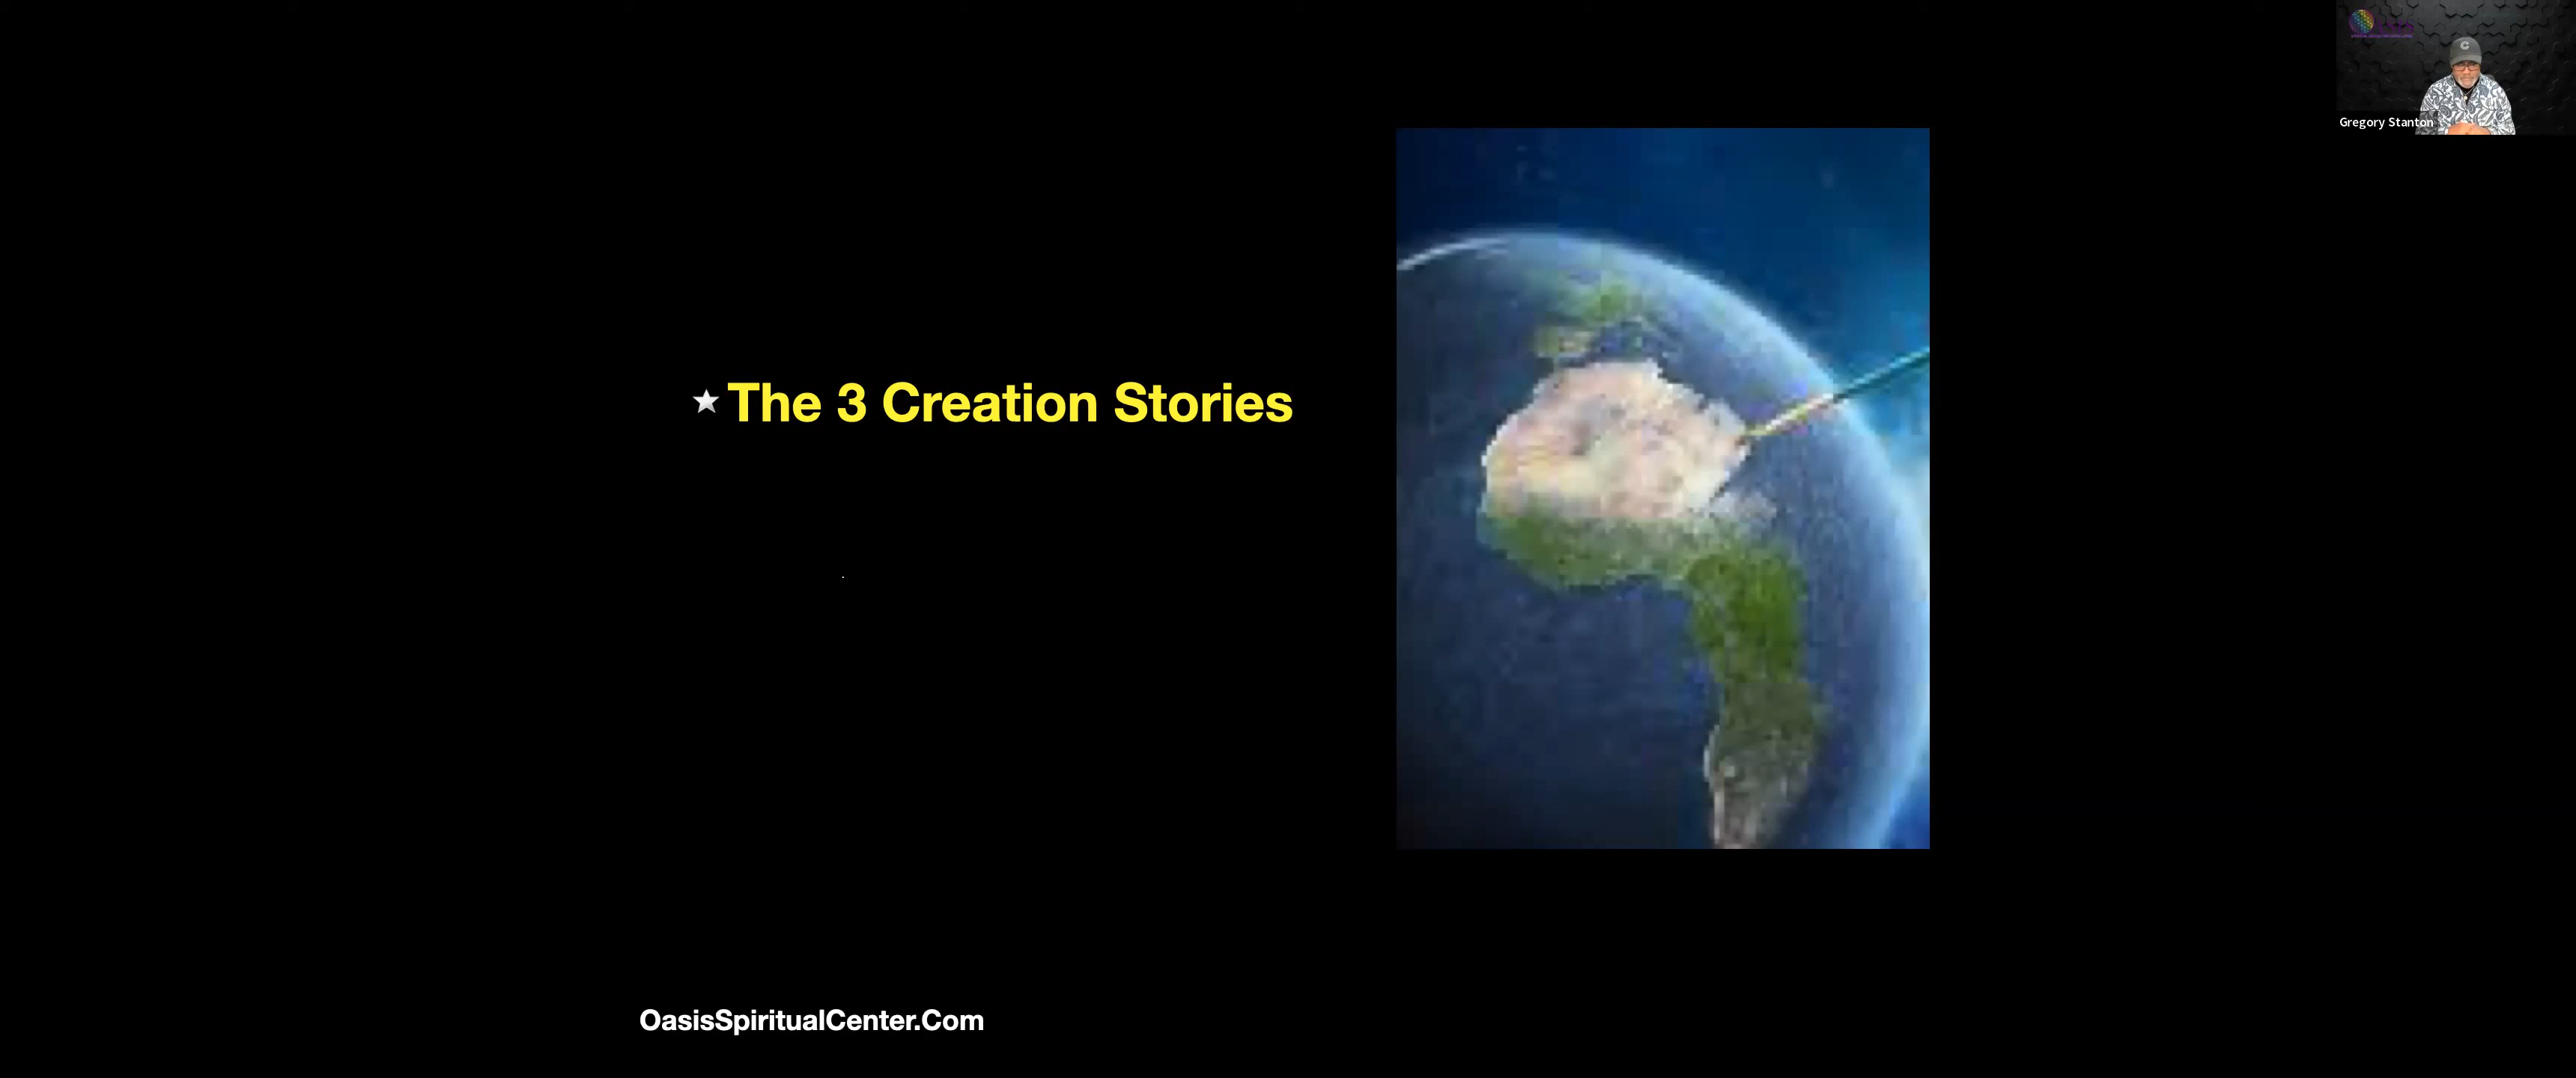 Gregory Stanton
★ The 3 Creation Stories
OasisSpiritualCenter.Com